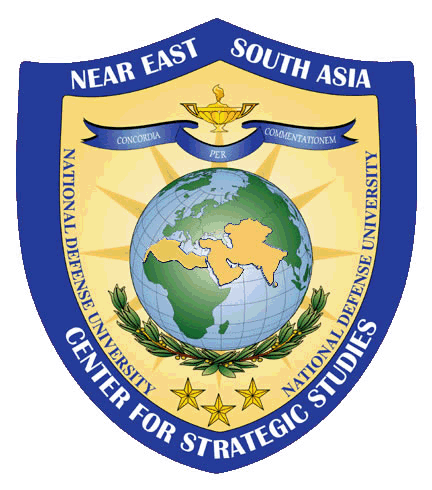 NEAR EAST SOUTH ASIA
CONCORDIA PER COMMENTATIONEM
NATIONAL DEFENSE UNIVERSITY
NATIONAL DEFENSE UNIVERSITY
CENTER FOR STRATEGIC STUDIES